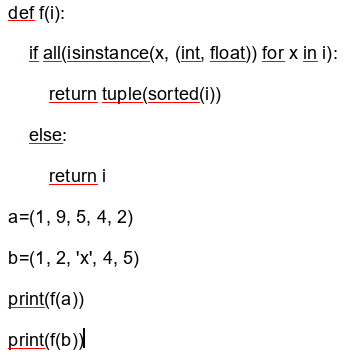 def f(i):
if all(isinstance(x, (int, float)) for x in i):
return tuple(sorted(i))
else:
return i
a=(1, 9, 5, 4, 2)
b=(1, 2, 'x', 4, 5)
print(f(a))
print(f(b))